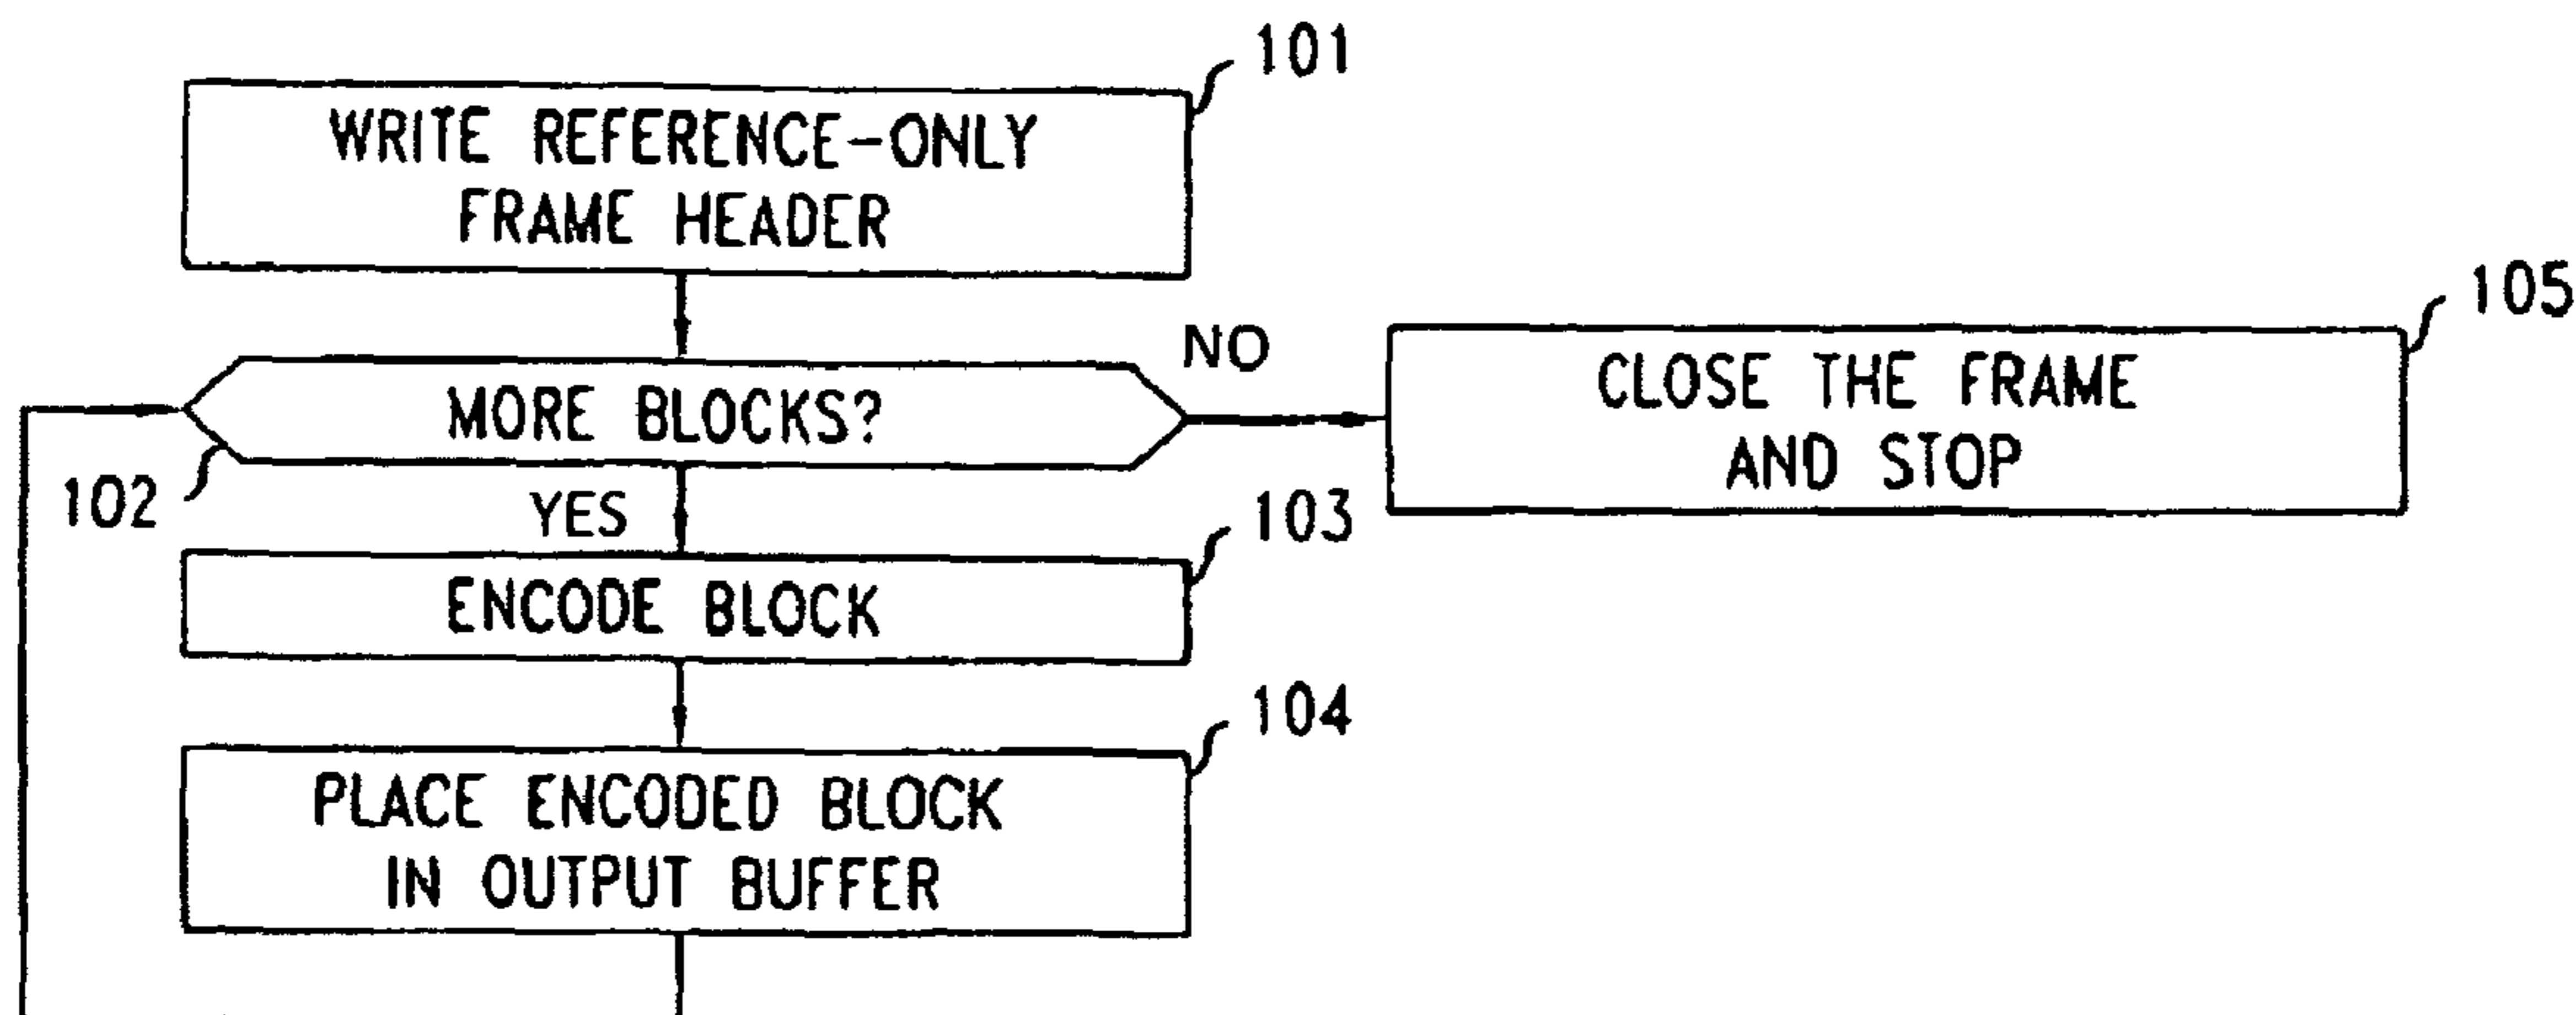 101
WRITE REFERENCE-ONLY
FRAME HEADER
105
NO
CLOSE THE FRAME
AND STOP
MORE BLOCKS?
102
YES
103
ENCODE BLOCK
104
PLACE ENCODED BLOCK
IN OUTPUT BUFFER